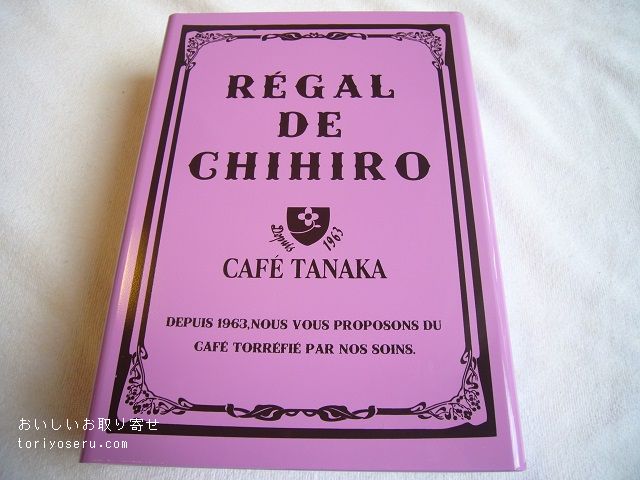 RÉGAL
DE
CHIHIRO
Depuis 1963
CAFÉ TANAKA
DEPUIS 1963,NOUS VOUS PROPOSONS DU
CAFÉ TORRÉFIÉ PAR NOS SOINS.
おいしいお取り寄せ
toriyoseru.com